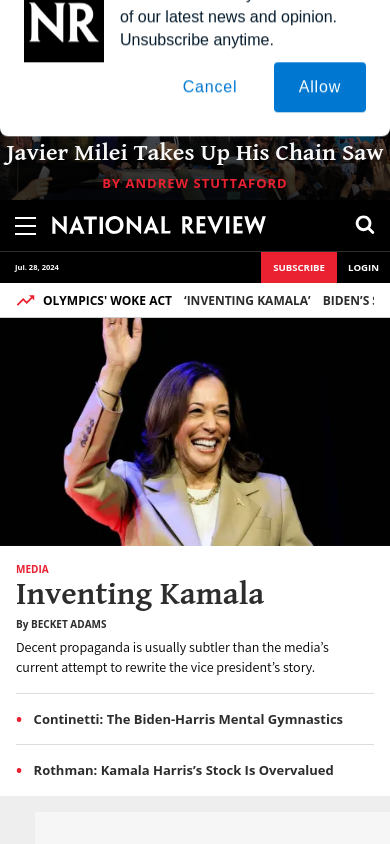 NR
of our latest news and opinion.
Unsubscribe anytime.
Cancel
Allow
Javier Milei Takes Up His Chain Saw
BY ANDREW STUTTAFORD
NATIONAL REVIEW
Jul. 28, 2024
SUBSCRIBE
LOGIN
OLYMPICS' WOKE ACT ‘INVENTING KAMALA’ BIDEN’S
MEDIA
Inventing Kamala
By BECKET ADAMS
Decent propaganda is usually subtler than the media’s
current attempt to rewrite the vice president’s story.
• Continetti: The Biden-Harris Mental Gymnastics
• Rothman: Kamala Harris’s Stock Is Overvalued